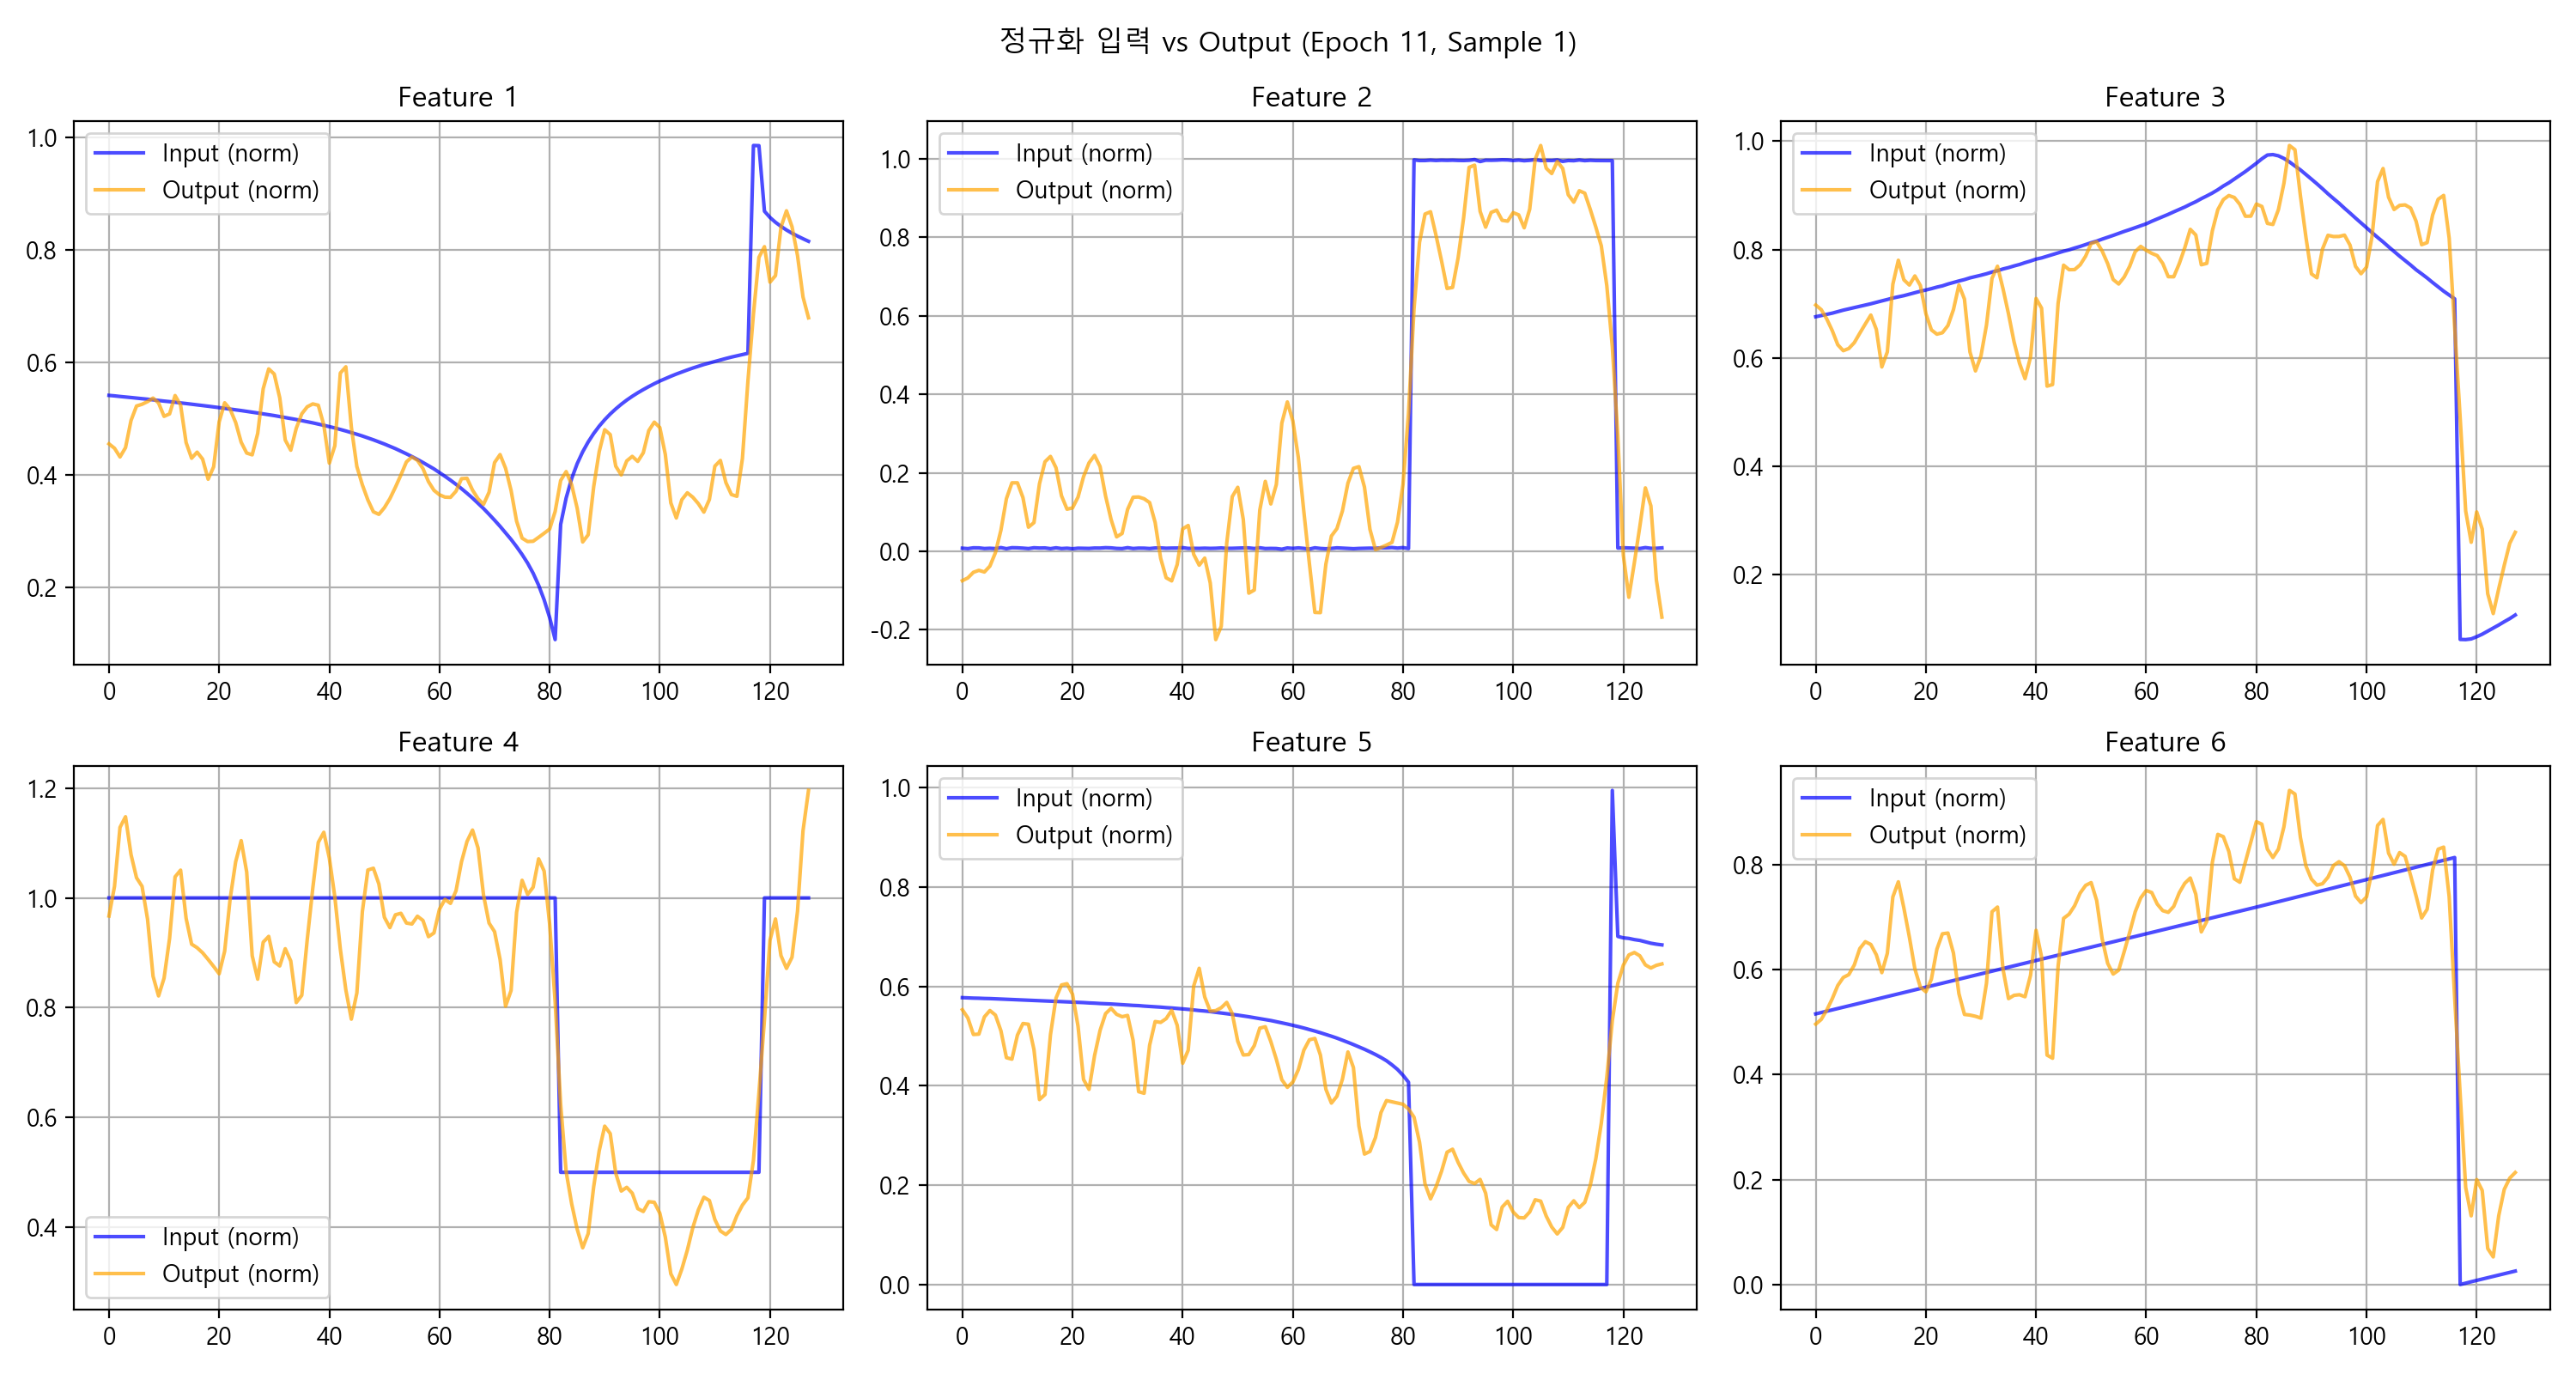 정규화 입력 vs Output (Epoch 11, Sample 1)
Feature 1
1.0
0.8
0.6
0.4
0.2
0 20 40 60 80 100 120
Input (norm)
Output (norm)
Feature 2
1.0
0.8
0.6
0.4
0.2
0.0
-0.2
0 20 40 60 80 100 120
Input (norm)
Output (norm)
Feature 3
1.0
0.8
0.6
0.4
0.2
0 20 40 60 80 100 120
Input (norm)
Output (norm)
Feature 4
1.2
1.0
0.8
0.6
0.4
0 20 40 60 80 100 120
Input (norm)
Output (norm)
Feature 5
1.0
0.8
0.6
0.4
0.2
0.0
0 20 40 60 80 100 120
Input (norm)
Output (norm)
Feature 6
0.8
0.6
0.4
0.2
0.0
0 20 40 60 80 100 120
Input (norm)
Output (norm)